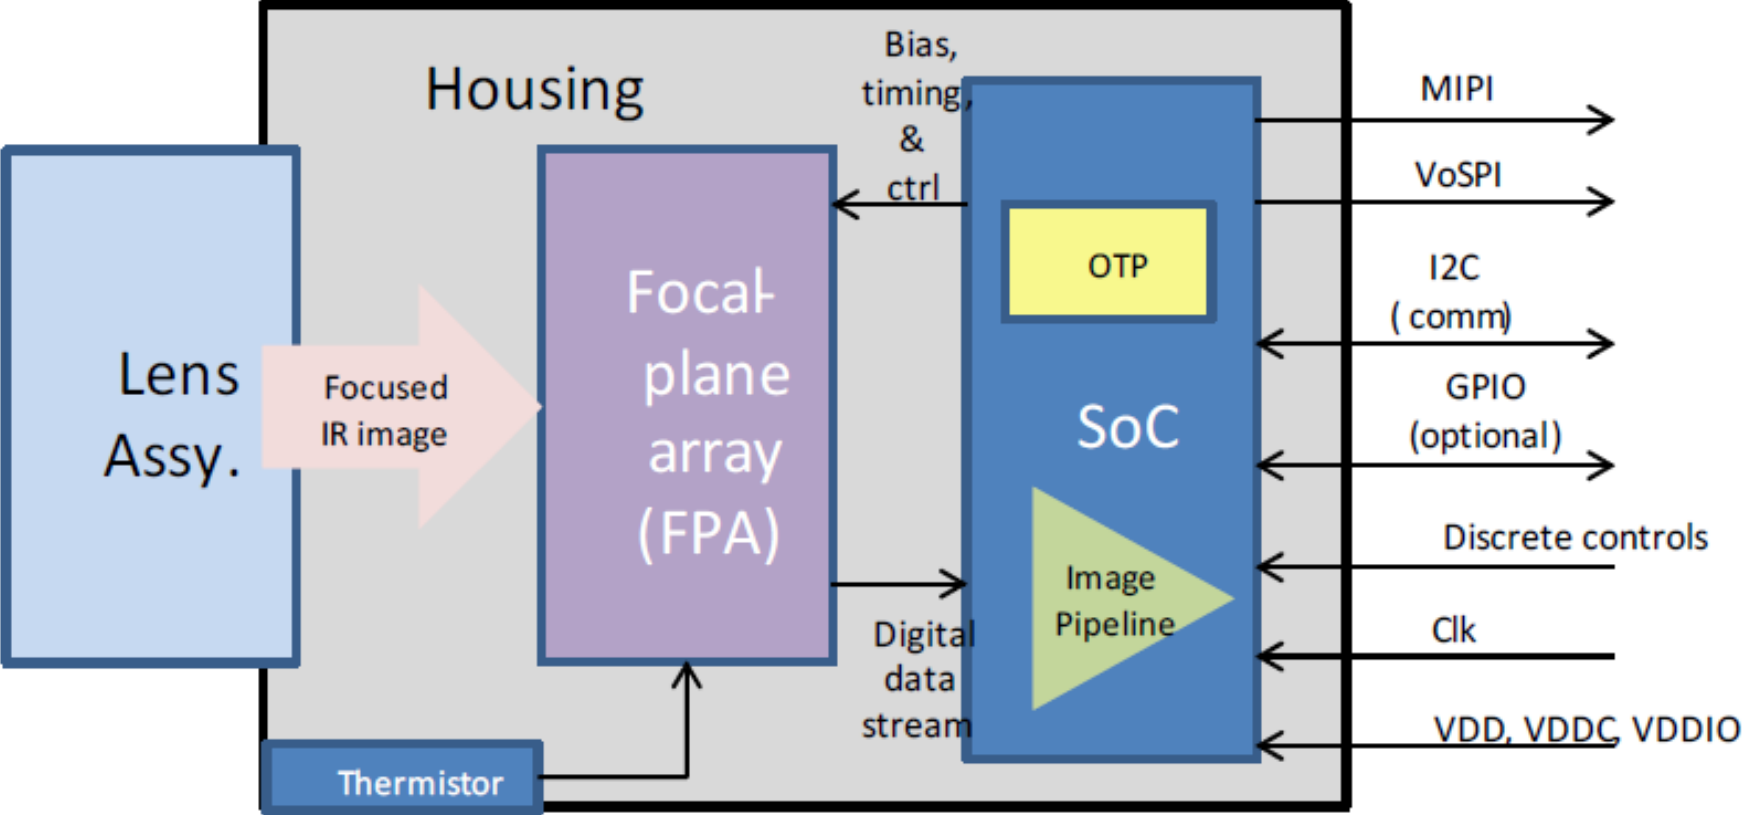 Housing
Bias,
timing,
&
ctrl
Lens
Assy.
Focused
IR image
Focal-
plane
array
(FPA)
OTP
SoC
Image
Pipeline
Digital
data
stream
Thermistor
MIPI
VoSPI
I2C
( comm)
GPIO
(optional)
Discrete controls
Clk
VDD, VDDC, VDDIO